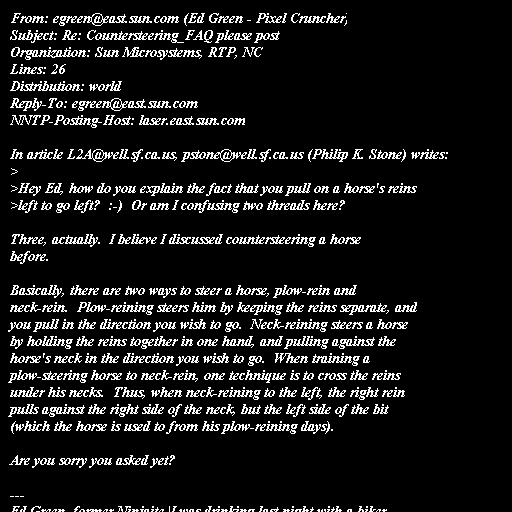 From: egreen@east.sun.com (Ed Green - Pixel Cruncher)
Subject: Re: Countersteering_FAQ please post
Organization: Sun Microsystems, RTP, NC
Lines: 26
Distribution: world
Reply-To: egreen@east.sun.com
NNTP-Posting-Host: laser.east.sun.com

In article L2A@well.sf.ca.us, pstone@well.sf.ca.us (Philip K. Stone) writes:
>
>Hey Ed, how do you explain the fact that you pull on a horse's reins
>left to go left?  :-)  Or am I confusing two threads here?

Three, actually.  I believe I discussed countersteering a horse
before.

Basically, there are two ways to steer a horse, plow-rein and
neck-rein.  Plow-reining steers him by keeping the reins separate, and
you pull in the direction you wish to go.  Neck-reining steers a horse
by holding the reins together in one hand, and pulling against the
horse's neck in the direction you wish to go.  When training a
plow-steering horse to neck-rein, one technique is to cross the reins
under his necks.  Thus, when neck-reining to the left, the right rein
pulls against the right side of the neck, but the left side of the bit
(which the horse is used to from his plow-reining days).

Are you sorry you asked yet?

---
Ed Green, former Ninjaite |I was drinking last night with a biker,